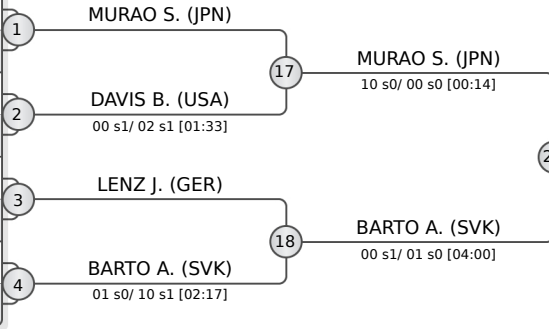 1
MURAO S. (JPN)
17
MURAO S. (JPN)
10 s0/ 00 s0 [00:14]
2
DAVIS B. (USA)
00 s1/ 02 s1 [01:33]
3
LENZ J. (GER)
18
BARTO A. (SVK)
00 s1/ 01 s0 [04:00]
4
BARTO A. (SVK)
01 s0/ 10 s1 [02:17]